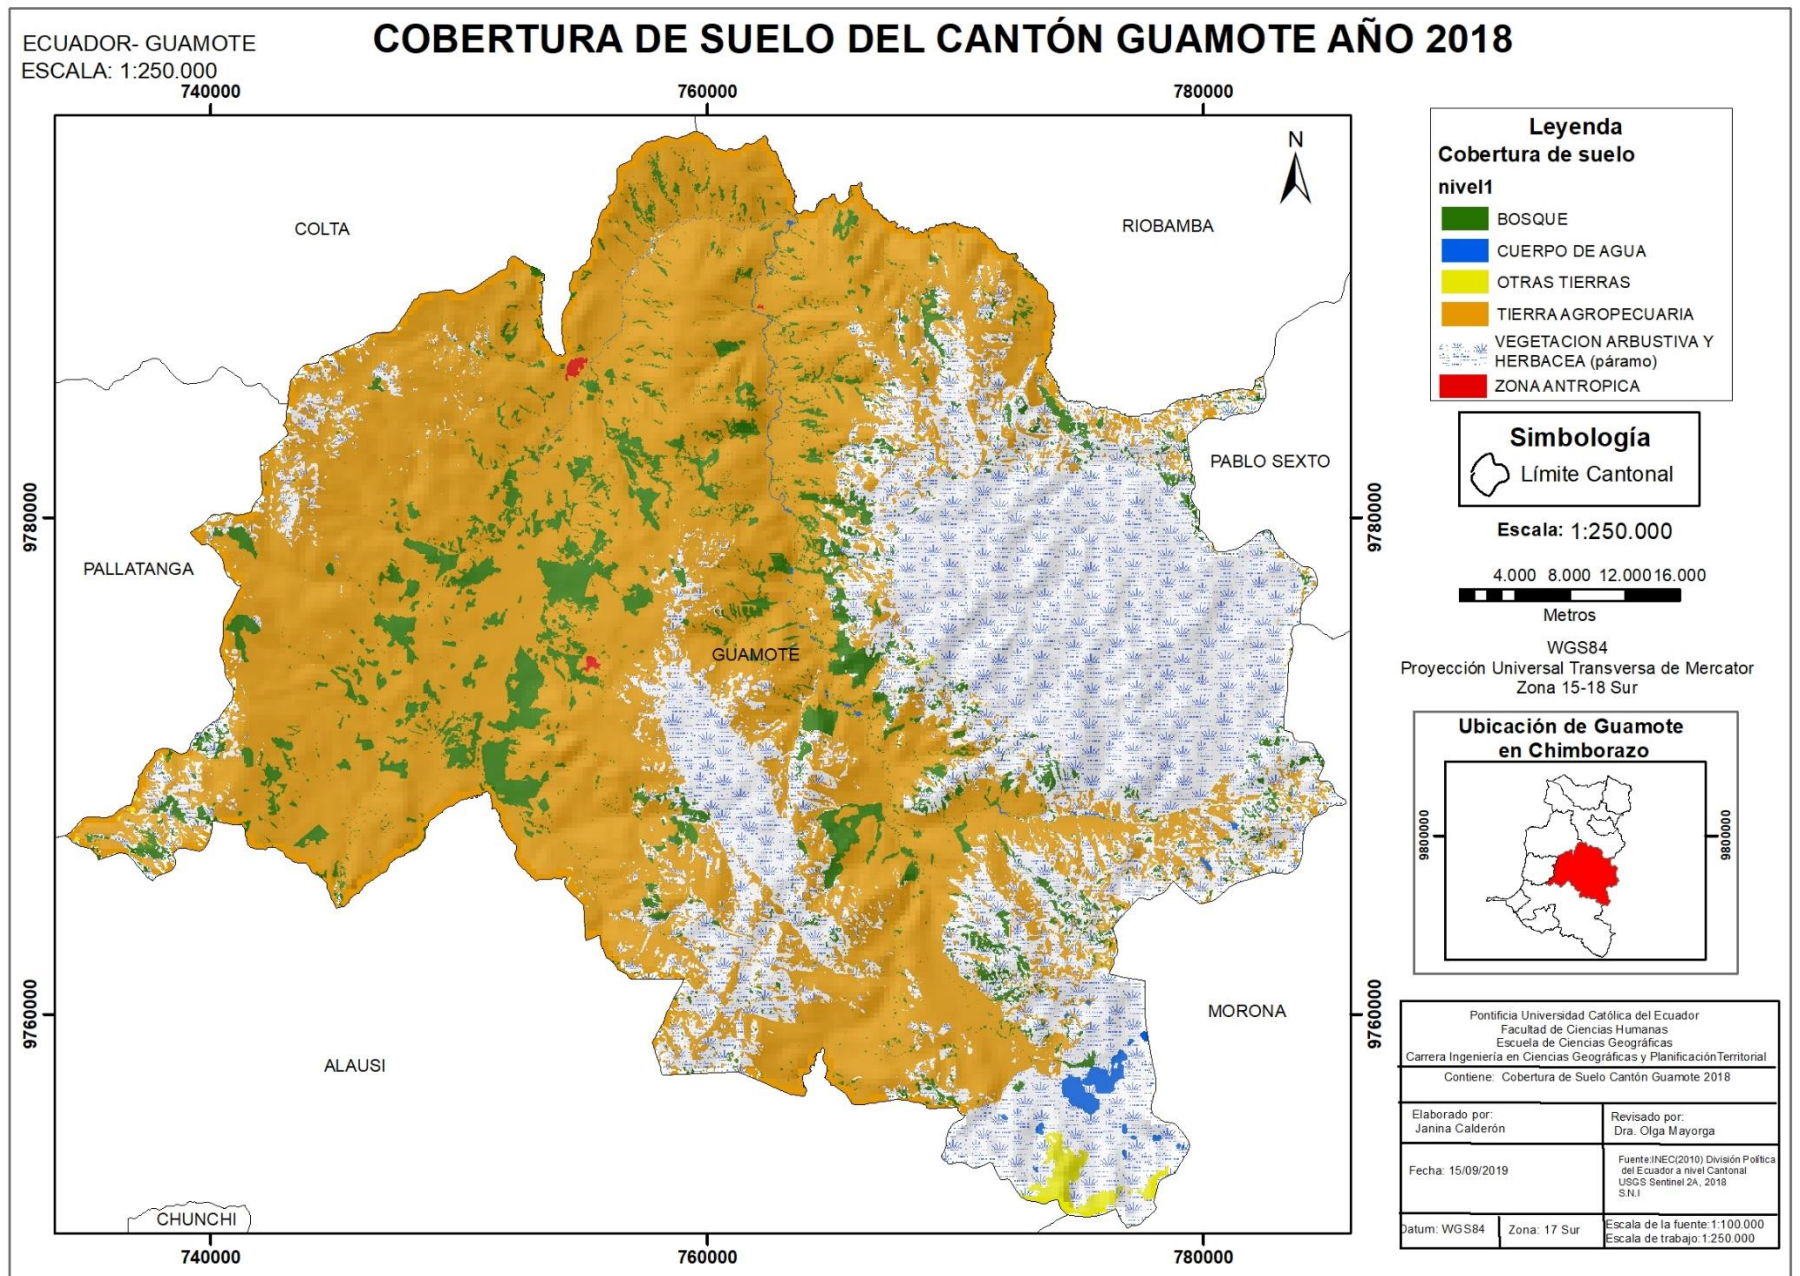 ECUADOR- GUAMOTE
ESCALA: 1:250.000
COBERTURA DE SUELO DEL CANTÓN GUAMOTE AÑO 2018
740000
760000
780000
N
COLTA
RIOBAMBA
PABLO SEXTO
9780000
9780000
PALLATANGA
GUAMOTE
9760000
9760000
MORONA
ALAUSI
CHUNCHI
740000
760000
780000
Leyenda
Cobertura de suelo
nivel1
BOSQUE
CUERPO DE AGUA
OTRAS TIERRAS
TIERRA AGROPECUARIA
VEGETACION ARBUSTIVA Y
HERBACEA (páramo)
ZONA ANTROPICA
Simbología
Límite Cantonal
Escala: 1:250.000
4.000 8.000 12.000 16.000
Metros
WGS84
Proyección Universal Transversa de Mercator
Zona 15-18 Sur
Ubicación de Guamote
en Chimborazo
9800000
9800000
Pontificia Universidad Católica del Ecuador
Facultad de Ciencias Humanas
Escuela de Ciencias Geográficas
Carrera Ingeniería en Ciencias Geográficas y Planificación Territorial
Contiene: Cobertura de Suelo Cantón Guamote 2018
Elaborado por:
Janina Calderón
Revisado por:
Dra. Olga Mayorga
Fecha: 15/09/2019
Fuente:INEC(2010) División Política
del Ecuador a nivel Cantonal
USGS Sentinel 2A, 2018
S.N.I
Datum: WGS84
Zona: 17 Sur
Escala de la fuente:1:100.000
Escala de trabajo:1:250.000